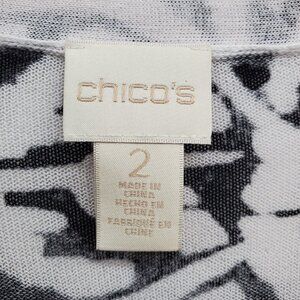 chico's
2
MADE IN
CHINA
HECHO EN
CHINA
FABRIQUÉ EN
CHINE